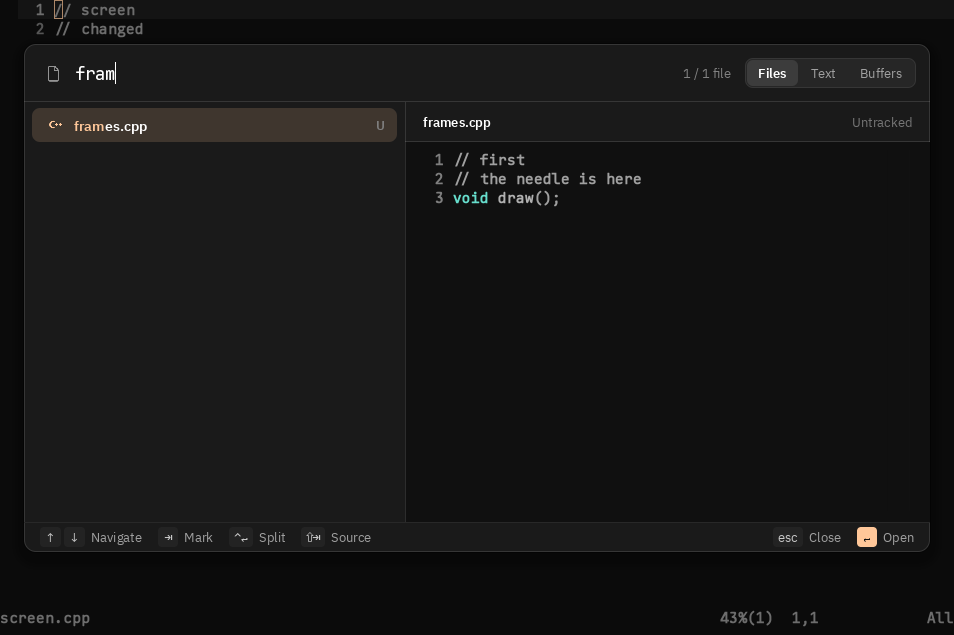 1 // screen
2 // changed
fram 1 / 1 file Files Text Buffers
C++ frames.cpp U
frames.cpp Untracked
1 // first
2 // the needle is here
3 void draw();
↑ ↓ Navigate ⇥ Mark ^↵ Split ⇧⇥ Source esc Close ↵ Open
screen.cpp 43%(1) 1,1 All